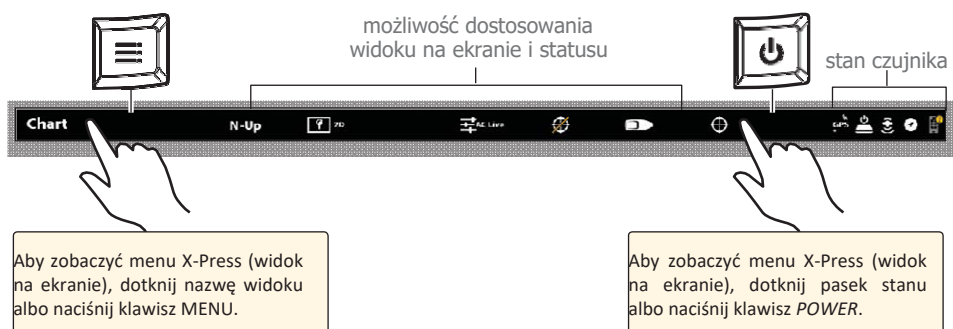 możliwość dostosowania
widoku na ekranie i statusu
stan czujnika
Chart
N-Up
2D
AC Live
GPS
Aby zobaczyć menu X-Press (widok
na ekranie), dotknij nazwę widoku
albo naciśnij klawisz MENU.
Aby zobaczyć menu X-Press (widok
na ekranie), dotknij pasek stanu
albo naciśnij klawisz POWER.